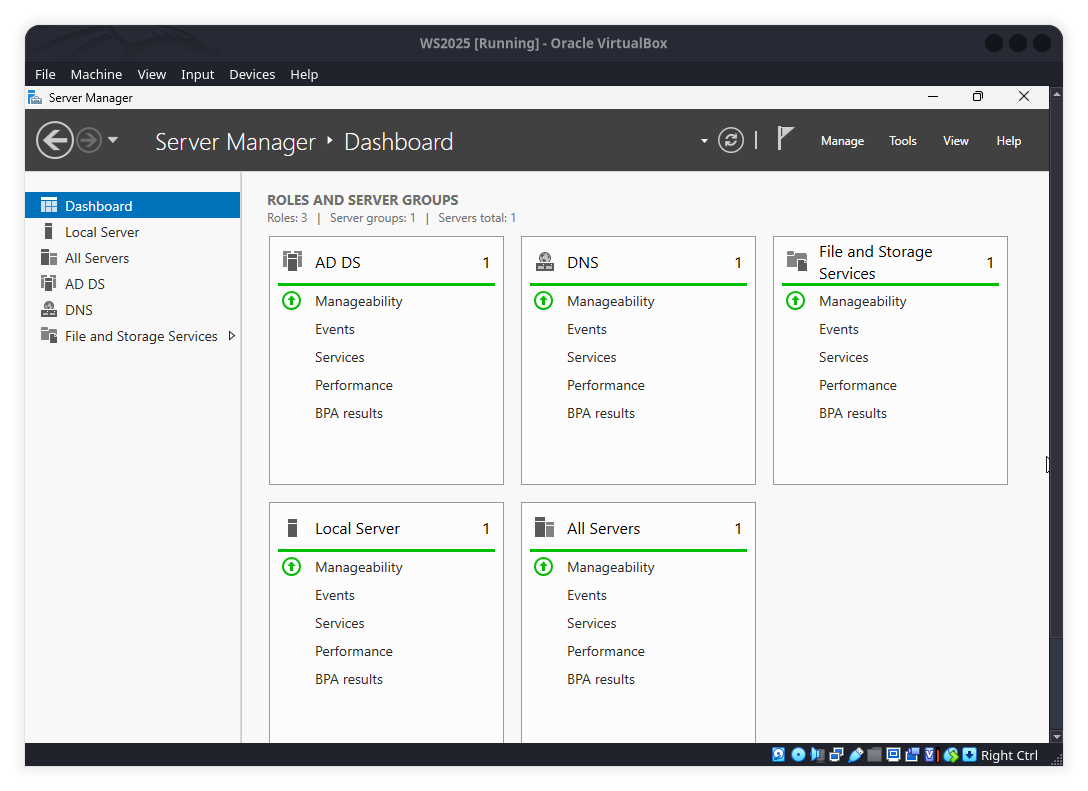 WS2025 [Running] - Oracle VirtualBox
File Machine View Input Devices Help
Server Manager
Server Manager ‣ Dashboard
Manage Tools View Help
Dashboard
Local Server
All Servers
AD DS
DNS
File and Storage Services
ROLES AND SERVER GROUPS
Roles: 3 | Server groups: 1 | Servers total: 1
AD DS 1
Manageability
Events
Services
Performance
BPA results
DNS 1
Manageability
Events
Services
Performance
BPA results
File and Storage
Services 1
Manageability
Events
Services
Performance
BPA results
Local Server 1
Manageability
Events
Services
Performance
BPA results
All Servers 1
Manageability
Events
Services
Performance
BPA results
Right Ctrl